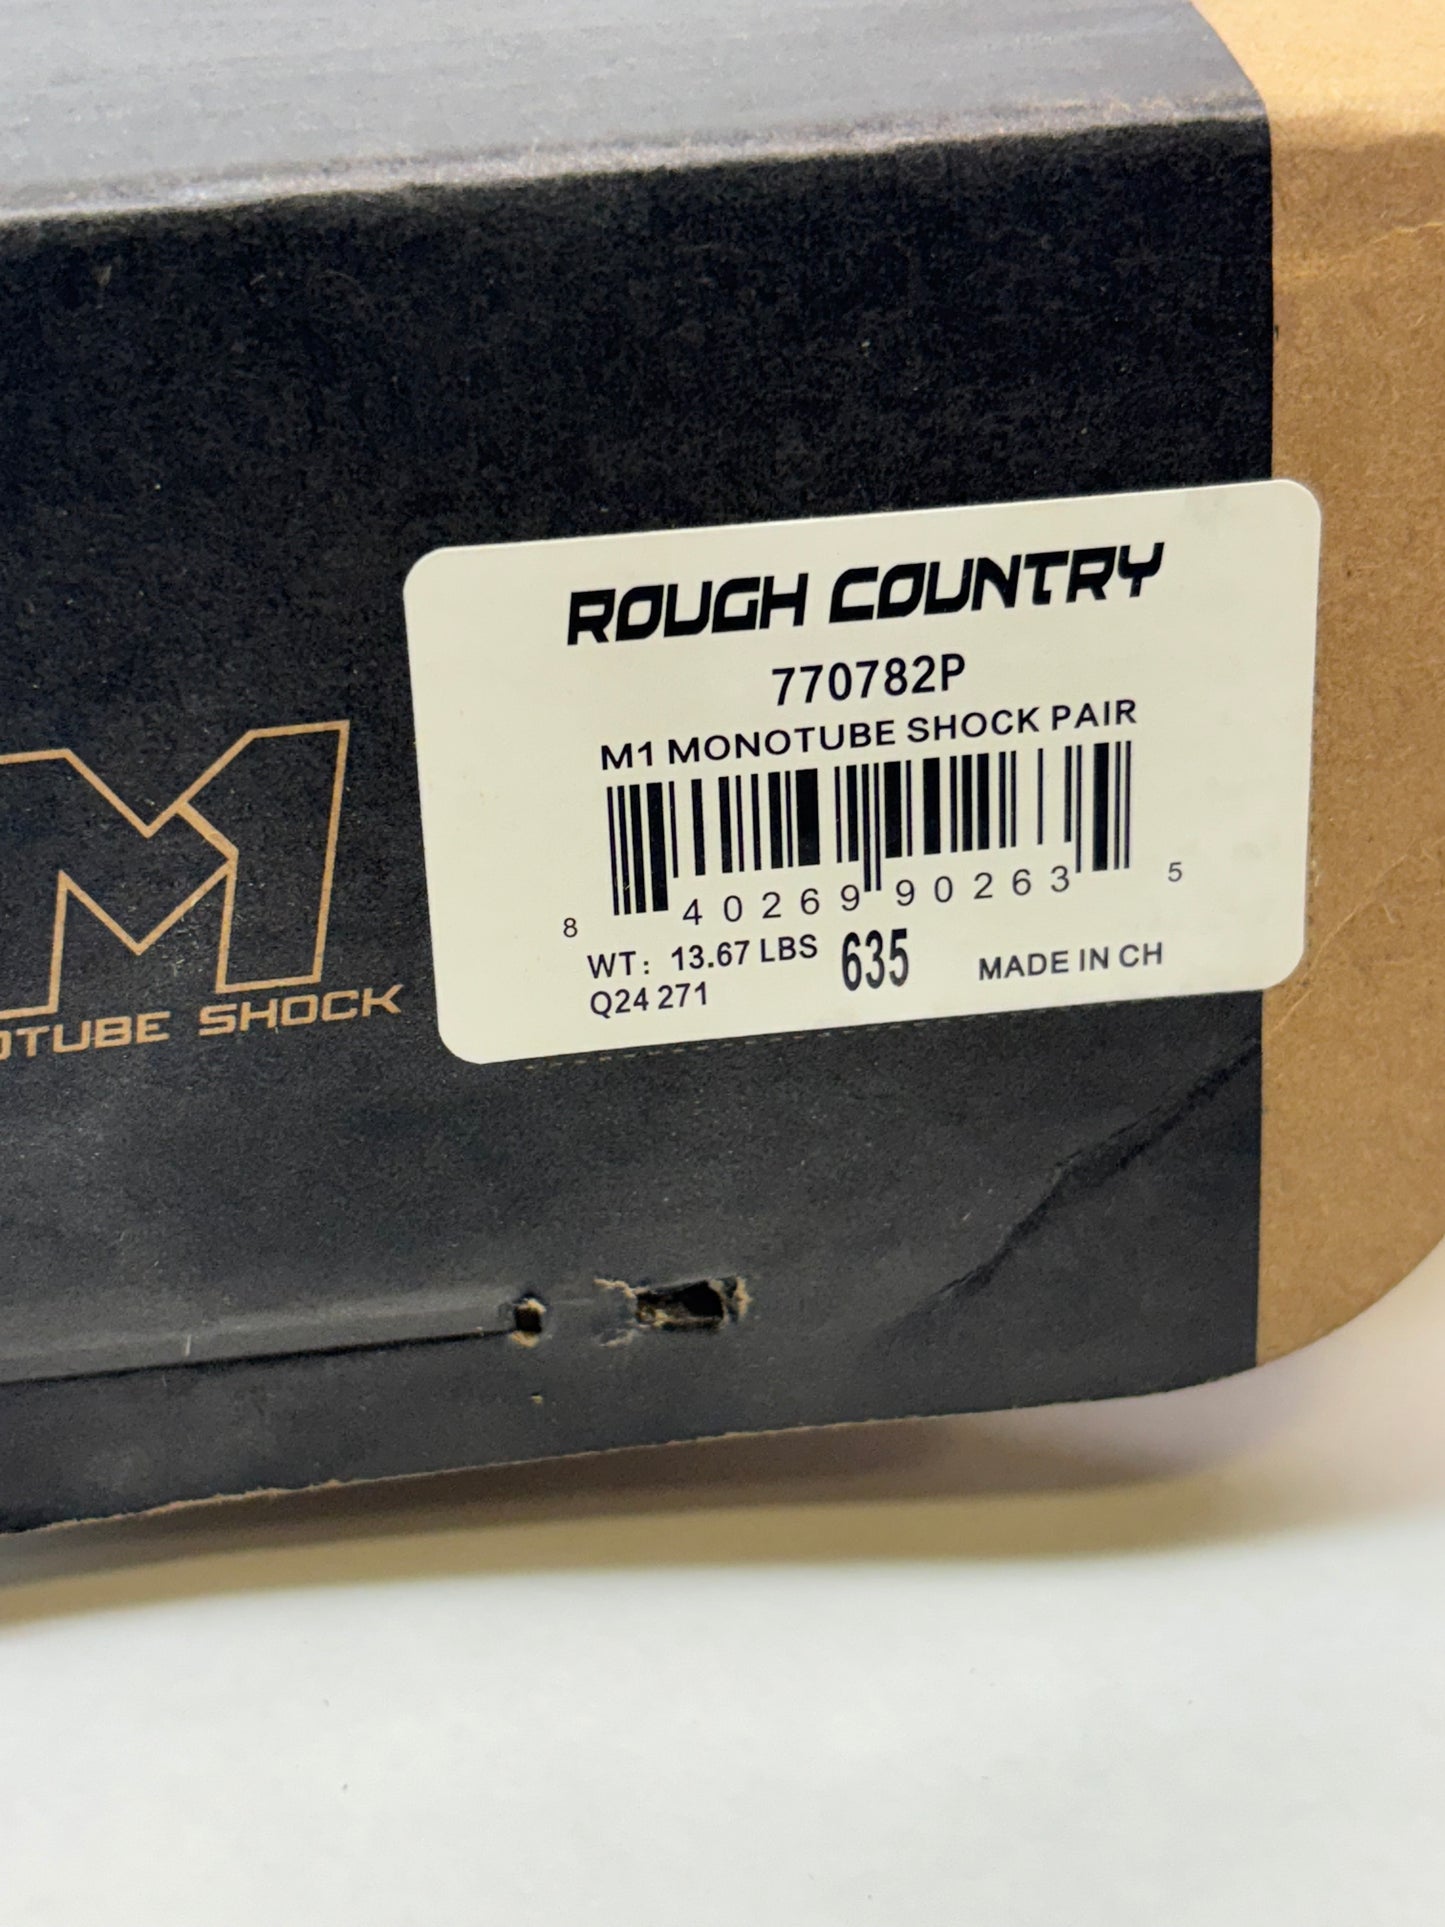 ROUGH COUNTRY
770782P
M1 MONOTUBE SHOCK PAIR
8 40269 90263 5
WT: 13.67 LBS 635 MADE IN CH
Q24 271
M
OTUBE SHOCK